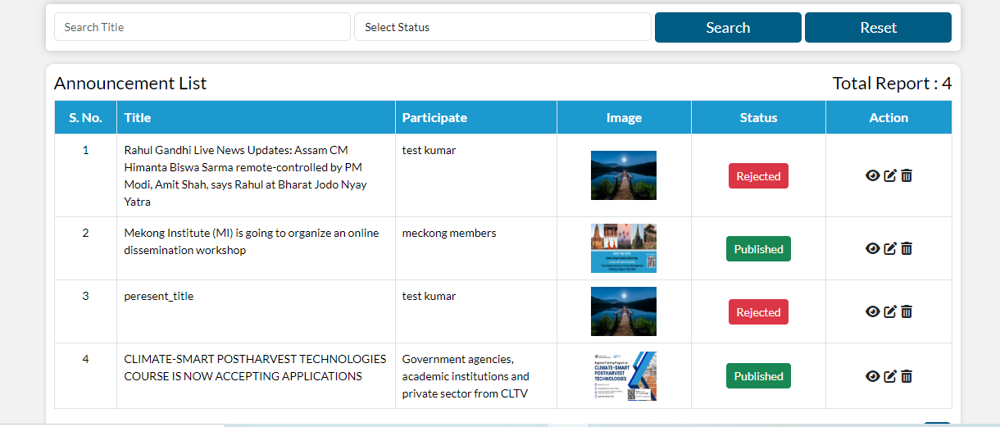 Search Title
Select Status
Search
Reset
Announcement List
Total Report : 4
S. No.
Title
Participate
Image
Status
Action
1
Rahul Gandhi Live News Updates: Assam CM
Himanta Biswa Sarma remote-controlled by PM
Modi, Amit Shah, says Rahul at Bharat Jodo Nyay
Yatra
test kumar
Rejected
2
Mekong Institute (MI) is going to organize an online
dissemination workshop
meckong members
Published
3
peresent_title
test kumar
Rejected
4
CLIMATE-SMART POSTHARVEST TECHNOLOGIES
COURSE IS NOW ACCEPTING APPLICATIONS
Government agencies,
academic institutions and
private sector from CLTV
CLIMATE-SMART
POSTHARVEST
TECHNOLOGIES
Published